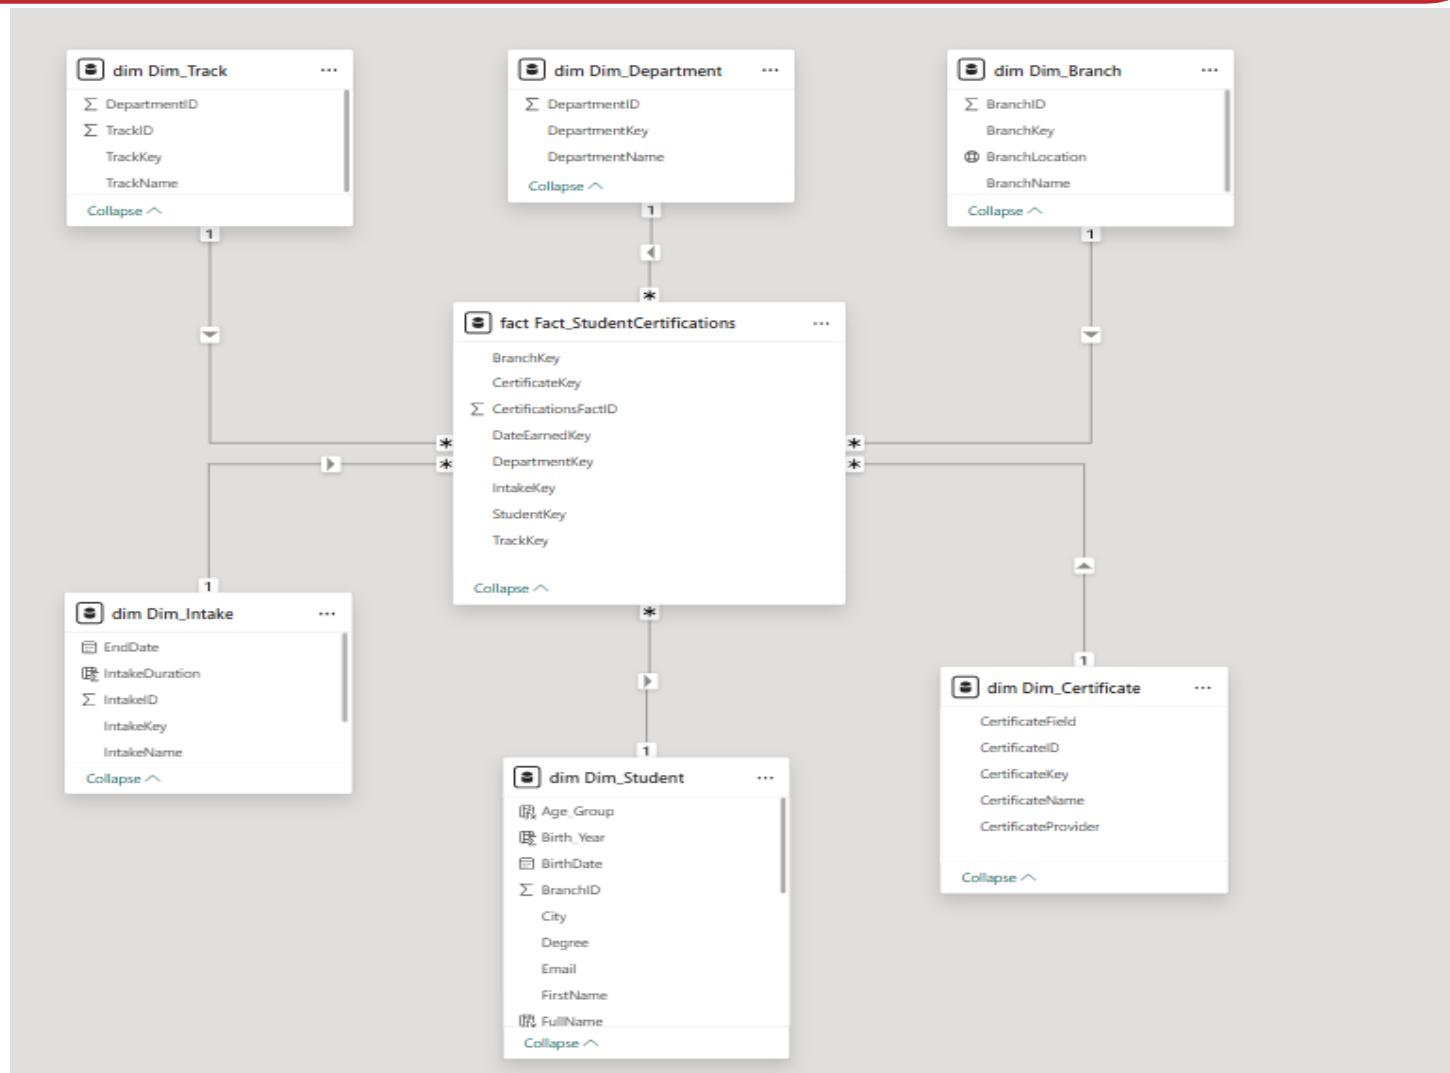 dim Dim_Track
DepartmentID
TrackID
TrackKey
TrackName
Collapse
1
dim Dim_Department
DepartmentID
DepartmentKey
DepartmentName
Collapse
1
*
dim Dim_Branch
BranchID
BranchKey
BranchLocation
BranchName
Collapse
1
fact Fact_StudentCertifications
BranchKey
CertificateKey
CertificationsFactID
DateEarnedKey
DepartmentKey
IntakeKey
StudentKey
TrackKey
Collapse
*
*
*
*
*
1
dim Dim_Intake
EndDate
IntakeDuration
IntakeID
IntakeKey
IntakeName
Collapse
1
dim Dim_Student
Age_Group
Birth_Year
BirthDate
BranchID
City
Degree
Email
FirstName
FullName
Collapse
1
dim Dim_Certificate
CertificateField
CertificateID
CertificateKey
CertificateName
CertificateProvider
Collapse